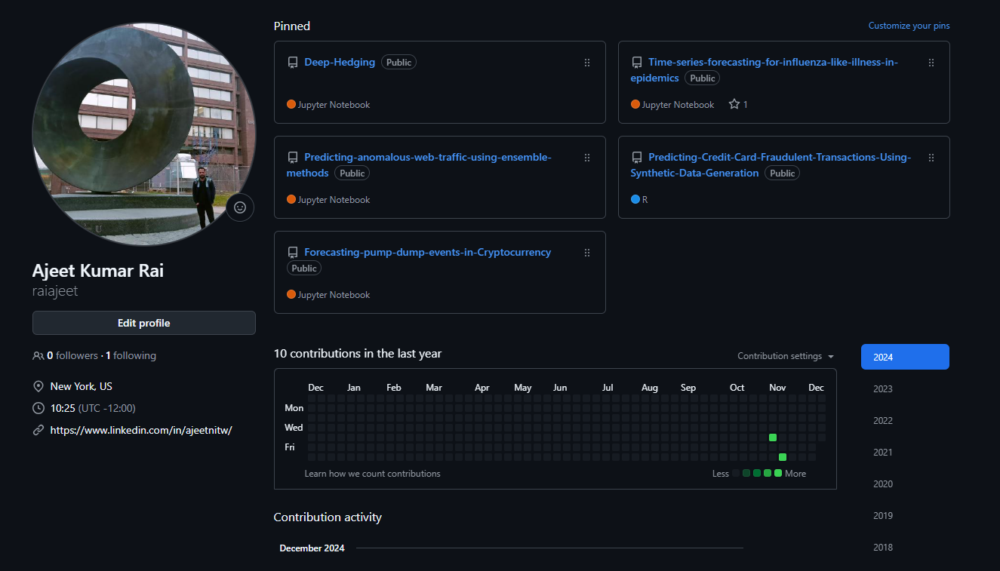 Pinned
Customize your pins
Deep-Hedging Public
Jupyter Notebook
Time-series-forecasting-for-influenza-like-illness-in-
epidemics Public
Jupyter Notebook 1
Predicting-anomalous-web-traffic-using-ensemble-
methods Public
Jupyter Notebook
Predicting-Credit-Card-Fraudulent-Transactions-Using-
Synthetic-Data-Generation Public
R
Forecasting-pump-dump-events-in-Cryptocurrency
Public
Jupyter Notebook
Ajeet Kumar Rai
raiajeet
Edit profile
0 followers · 1 following
New York, US
10:25 (UTC -12:00)
https://www.linkedin.com/in/ajeetnitw/
10 contributions in the last year
Contribution settings
Dec Jan Feb Mar Apr May Jun Jul Aug Sep Oct Nov Dec
Mon
Wed
Fri
Learn how we count contributions
Less More
2024
2023
2022
2021
2020
2019
2018
Contribution activity
December 2024